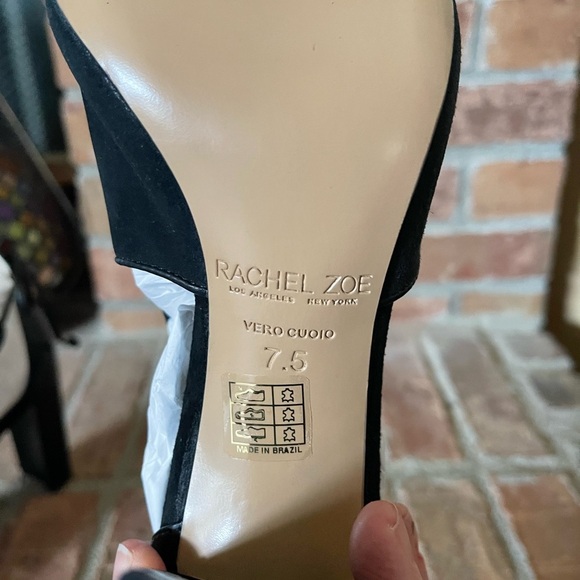 RACHEL ZOE
LOS ANGELES NEW YORK
VERO CUOIO
7.5
MADE IN BRAZIL